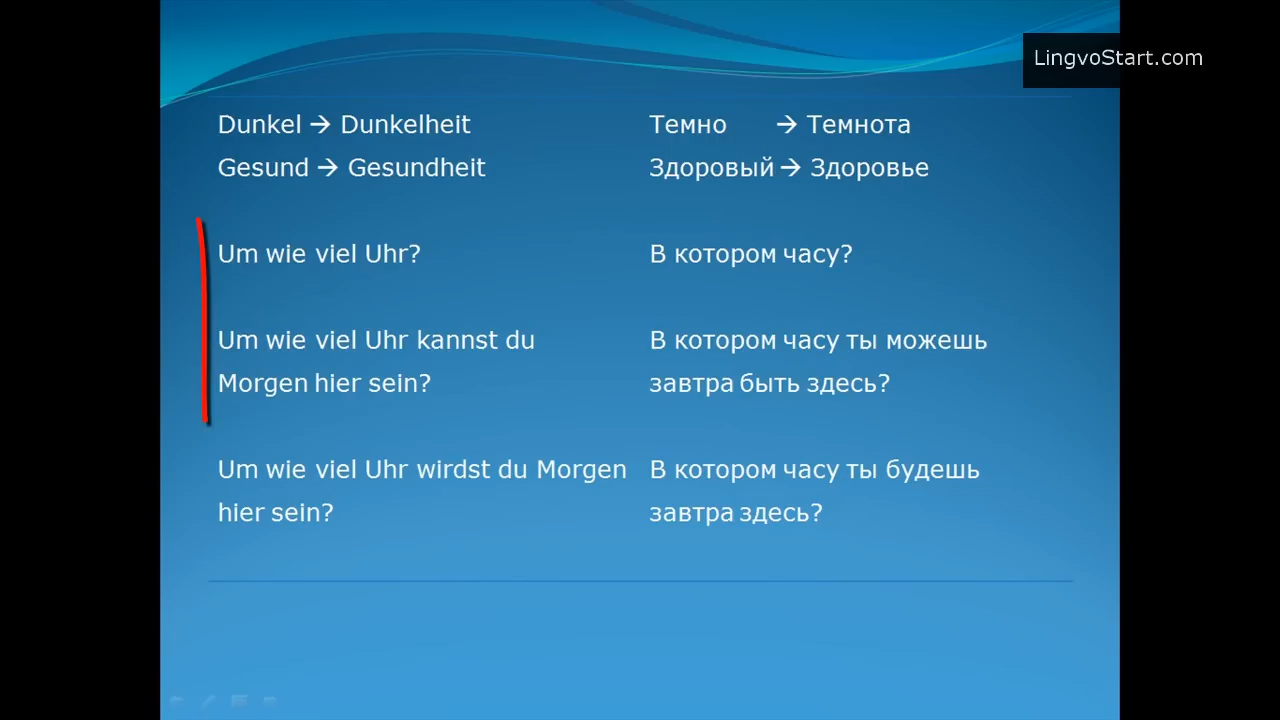 LingvoStart.com
Dunkel → Dunkelheit Темно → Темнота
Gesund → Gesundheit Здоровый → Здоровье
Um wie viel Uhr? В котором часу?
Um wie viel Uhr kannst du В котором часу ты можешь
Morgen hier sein? завтра быть здесь?
Um wie viel Uhr wirdst du Morgen В котором часу ты будешь
hier sein? завтра здесь?